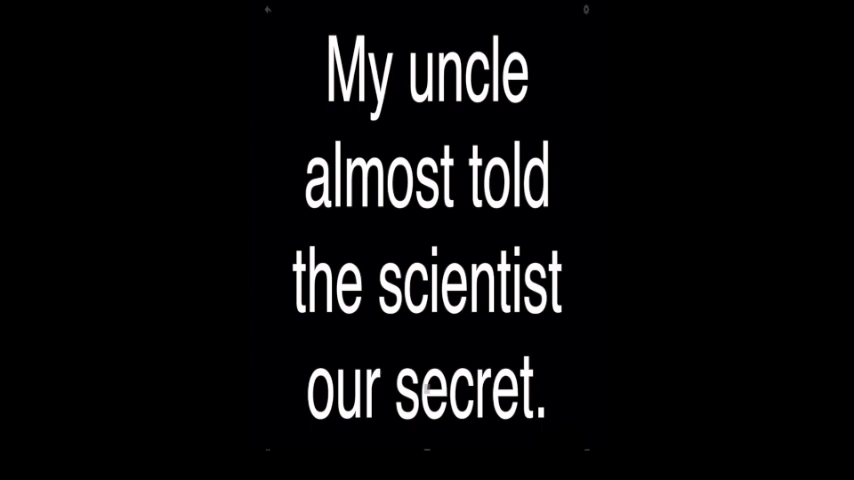 My uncle
almost told
the scientist
our secret.